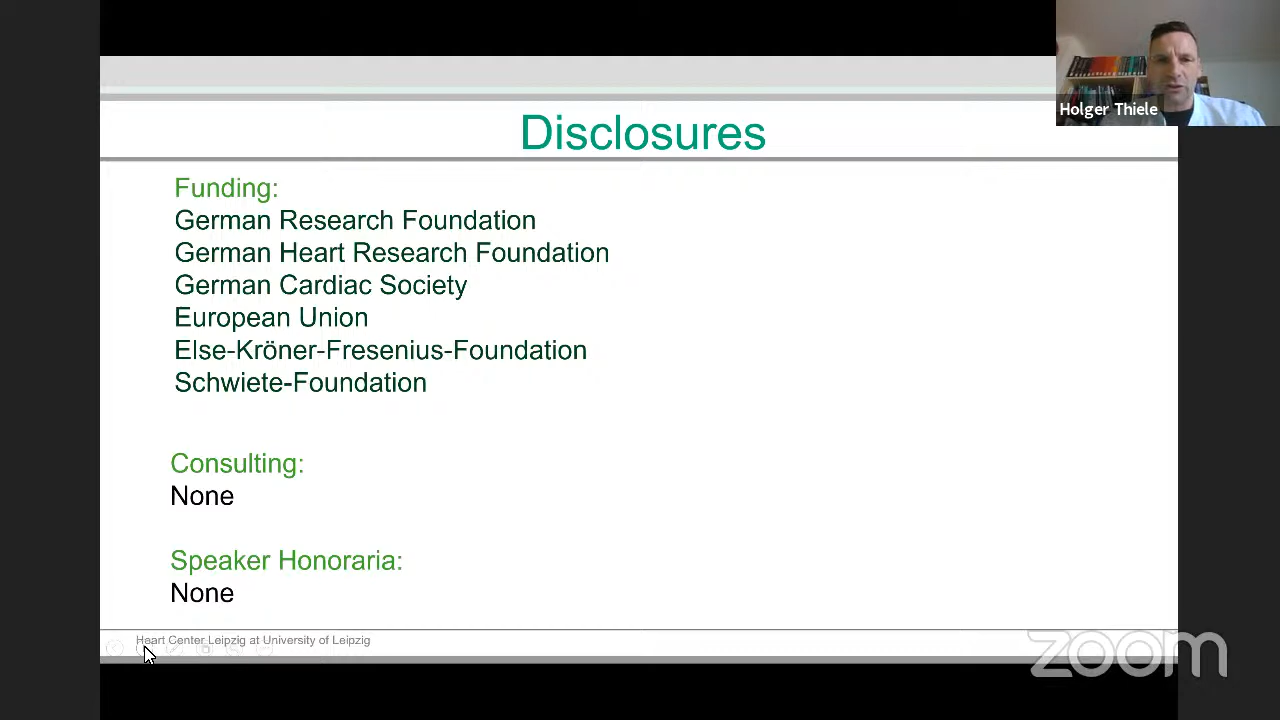 Holger Thiele
Disclosures
Funding:
German Research Foundation
German Heart Research Foundation
German Cardiac Society
European Union
Else-Kröner-Fresenius-Foundation
Schwiete-Foundation
Consulting:
None
Speaker Honoraria:
None
Heart Center Leipzig at University of Leipzig
zoom